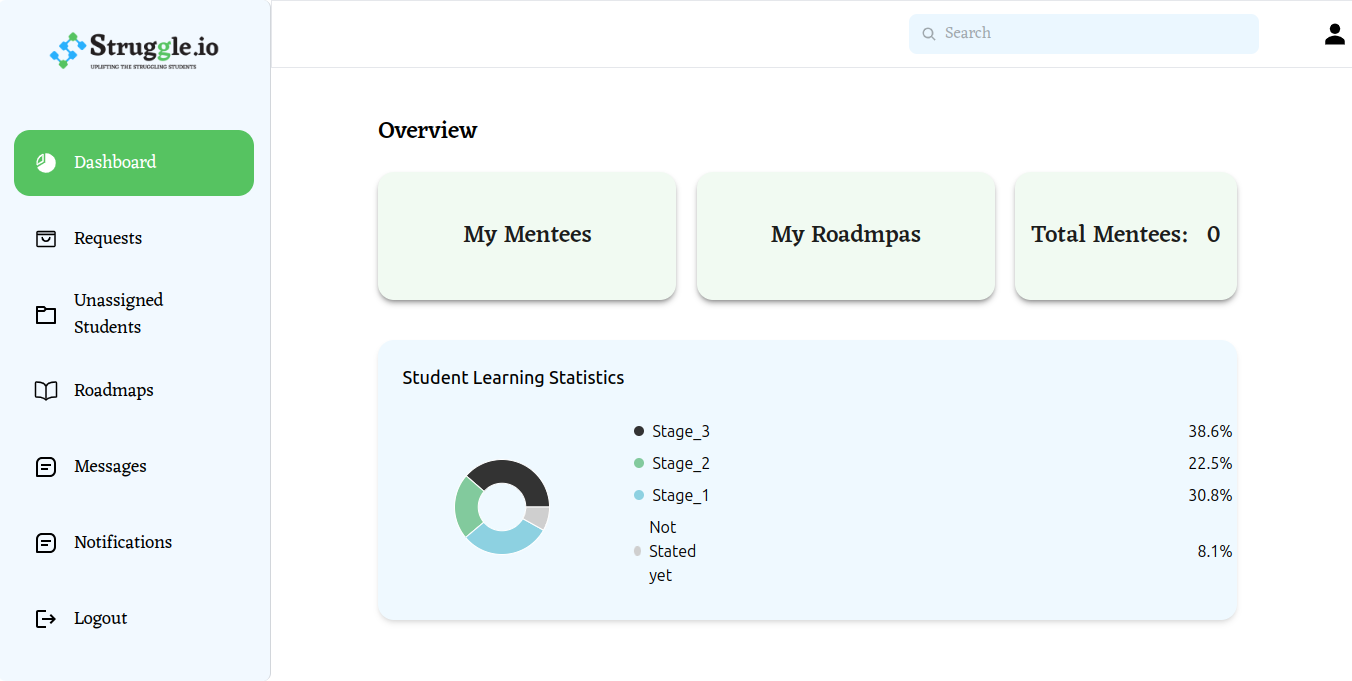 Struggle.io
UPLIFTING THE STRUGGLING STUDENTS
Search
Dashboard
Requests
Unassigned
Students
Roadmaps
Messages
Notifications
Logout
Overview
My Mentees
My Roadmpas
Total Mentees: 0
Student Learning Statistics
Stage_3 38.6%
Stage_2 22.5%
Stage_1 30.8%
Not
Stated 8.1%
yet